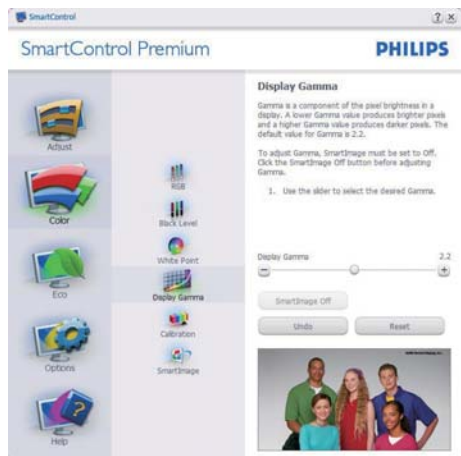 SmartControl
? X
SmartControl Premium
PHILIPS
Adjust
Color
Eco
Options
Help
RGB
Black Level
White Point
Display Gamma
Calibration
SmartImage
Display Gamma
Gamma is a component of the pixel brightness in a
display. A lower Gamma value produces brighter pixels
and a higher Gamma value produces darker pixels. The
default value for Gamma is 2.2.
To adjust Gamma, SmartImage must be set to Off.
Click the SmartImage Off button before adjusting
Gamma.
1. Use the slider to select the desired Gamma.
Display Gamma 2.2
SmartImage Off
Undo Reset